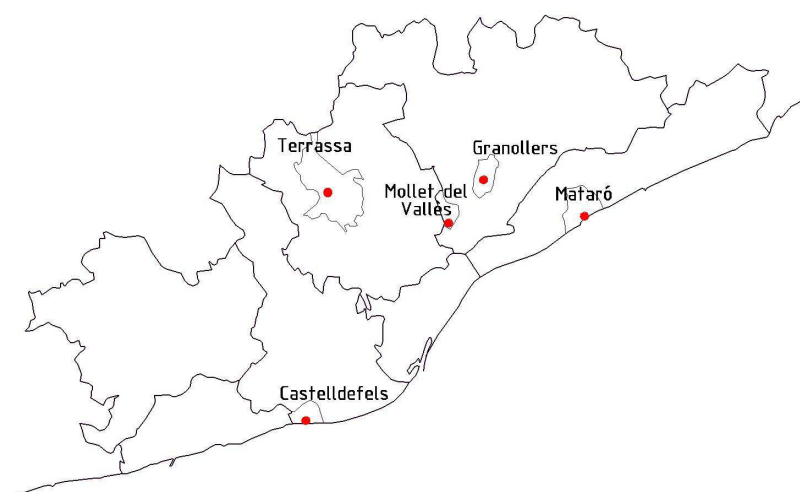 Terrassa
Granollers
Mollet del
Vallès
Mataró
Castelldefels